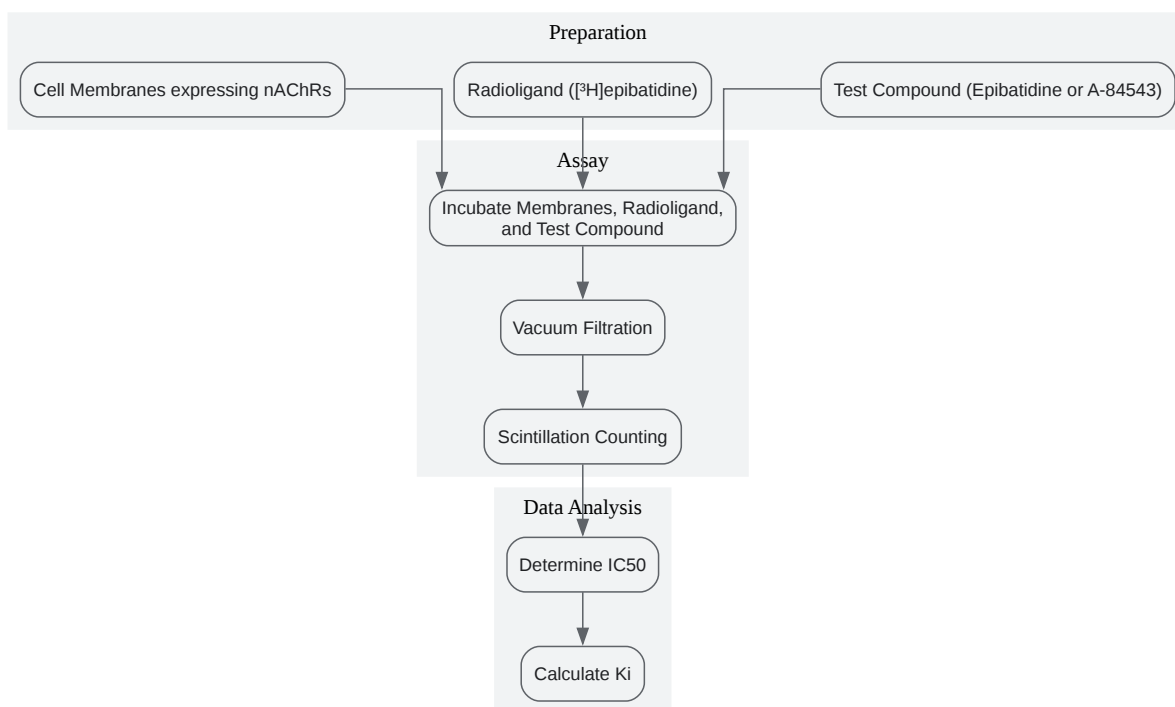 Preparation
Cell Membranes expressing nAChRs
Radioligand ([³H]epibatidine)
Test Compound (Epibatidine or A-84543)
Assay
Incubate Membranes, Radioligand,
and Test Compound
Vacuum Filtration
Scintillation Counting
Data Analysis
Determine IC50
Calculate Ki